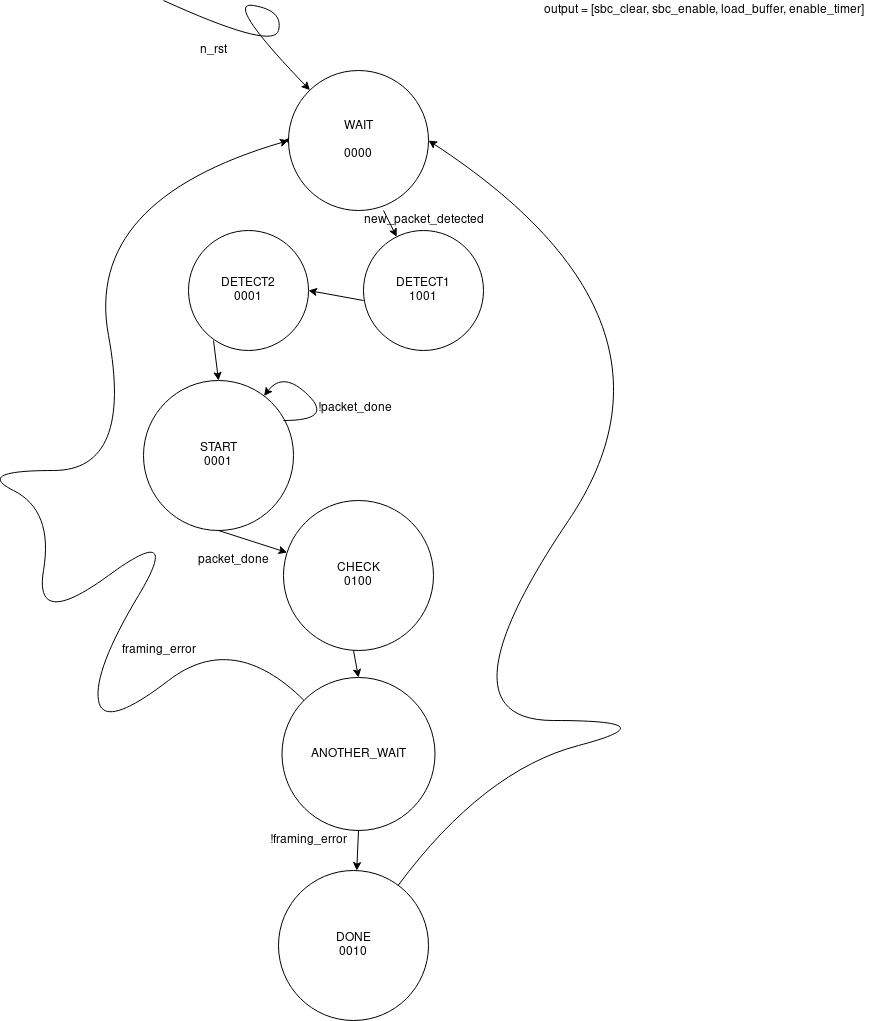 output = [sbc_clear, sbc_enable, load_buffer, enable_timer]
n_rst
WAIT
0000
new_packet_detected
DETECT2
0001
DETECT1
1001
!packet_done
START
0001
packet_done
CHECK
0100
framing_error
ANOTHER_WAIT
!framing_error
DONE
0010